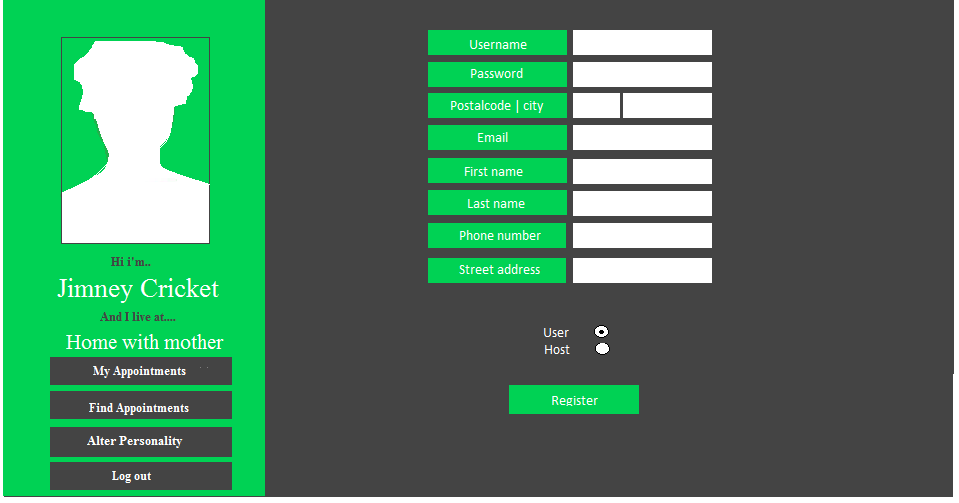 Hi i'm..
Jimney Cricket
And I live at....
Home with mother
My Appointments
Find Appointments
Alter Personality
Log out
Username
Password
Postalcode | city
Email
First name
Last name
Phone number
Street address
User
Host
Register